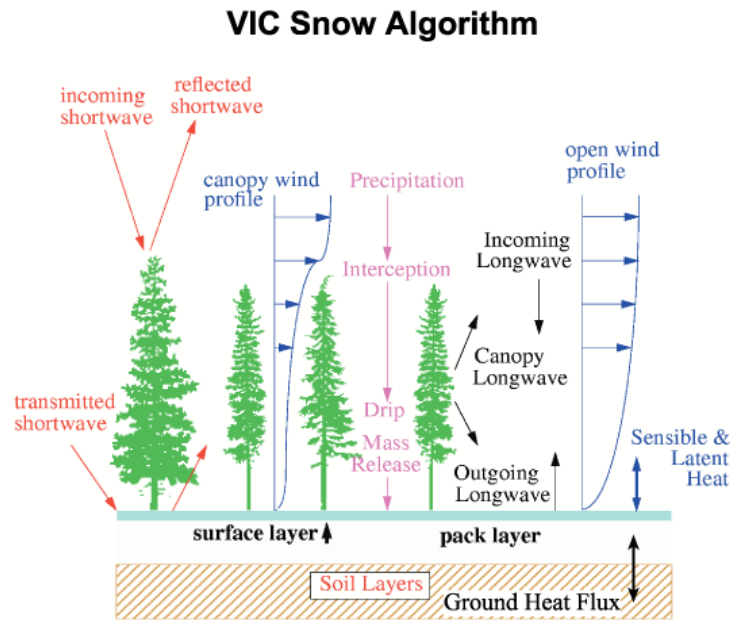 VIC Snow Algorithm
incoming
shortwave
reflected
shortwave
canopy wind
profile
Precipitation
open wind
profile
Incoming
Longwave
Interception
Canopy
Longwave
transmitted
shortwave
Drip
Mass
Release
Outgoing
Longwave
Sensible &
Latent
Heat
surface layer
pack layer
Soil Layers
Ground Heat Flux